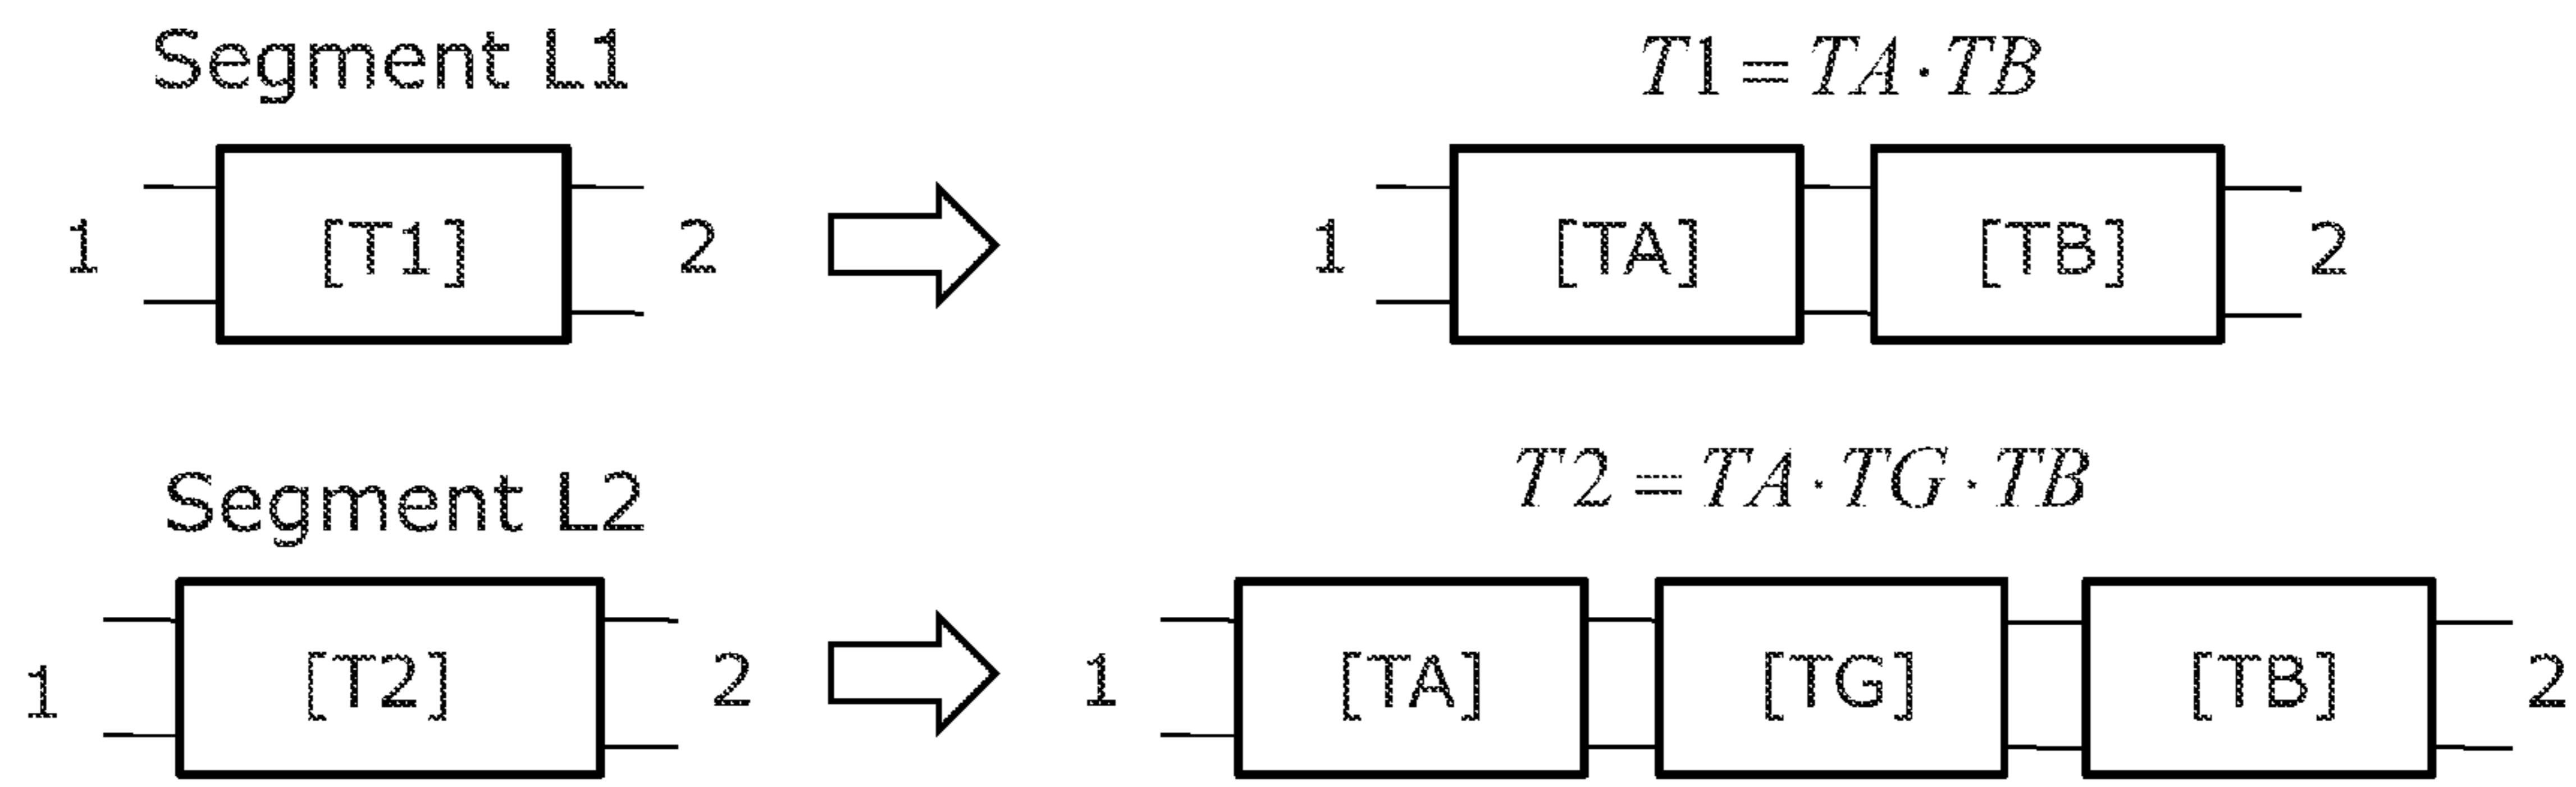 Segment L1
T1 = TA · TB
1 [T1] 2
1 [TA] [TB] 2
Segment L2
T2 = TA · TG · TB
1 [T2] 2
1 [TA] [TG] [TB] 2